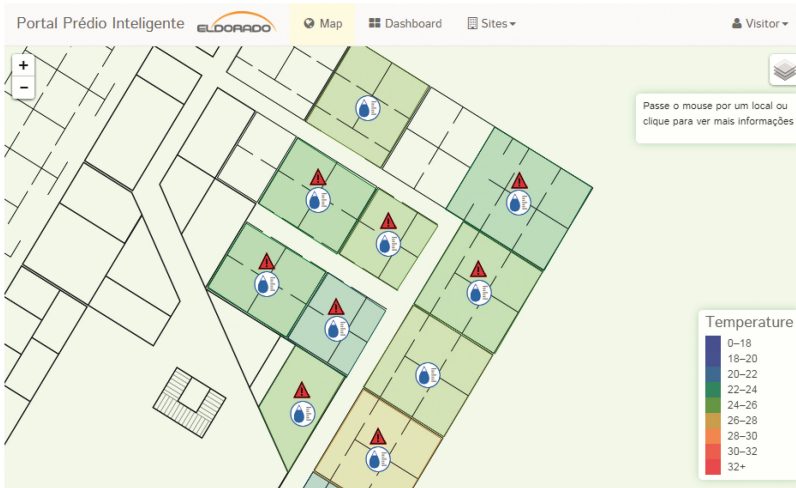 Portal Prédio Inteligente ELDORADO Map Dashboard Sites Visitor
+
−
Passe o mouse por um local ou
clique para ver mais informações
Temperature
0–18
18–20
20–22
22–24
24–26
26–28
28–30
30–32
32+